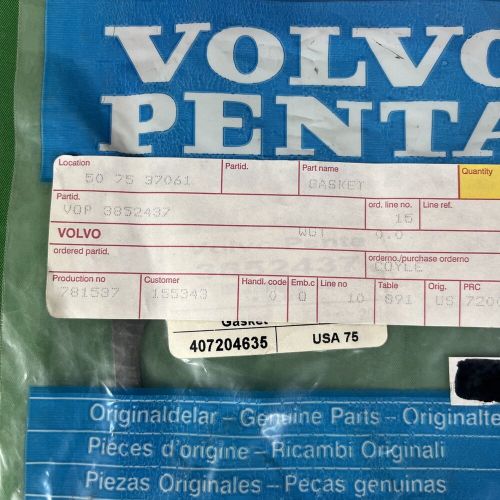 VOLVO
PENTA
Location Partid. Part name Quantity
50 75 37061 GASKET
Partid. ord. line no. Line ref.
VOP 3852437 15
VOLVO WGT 0.0
ordered partid. orderno./purchase orderno
COYLE
Production no Customer Handl. code Emb.c Line no Table Orig. PRC
781537 155343 0 0 10 891 US 7200
Gasket
407204635 USA 75
Originaldelar – Genuine Parts – Originalte
Pièces d'origine – Ricambi Originali
Piezas Originales – Peças genuinas